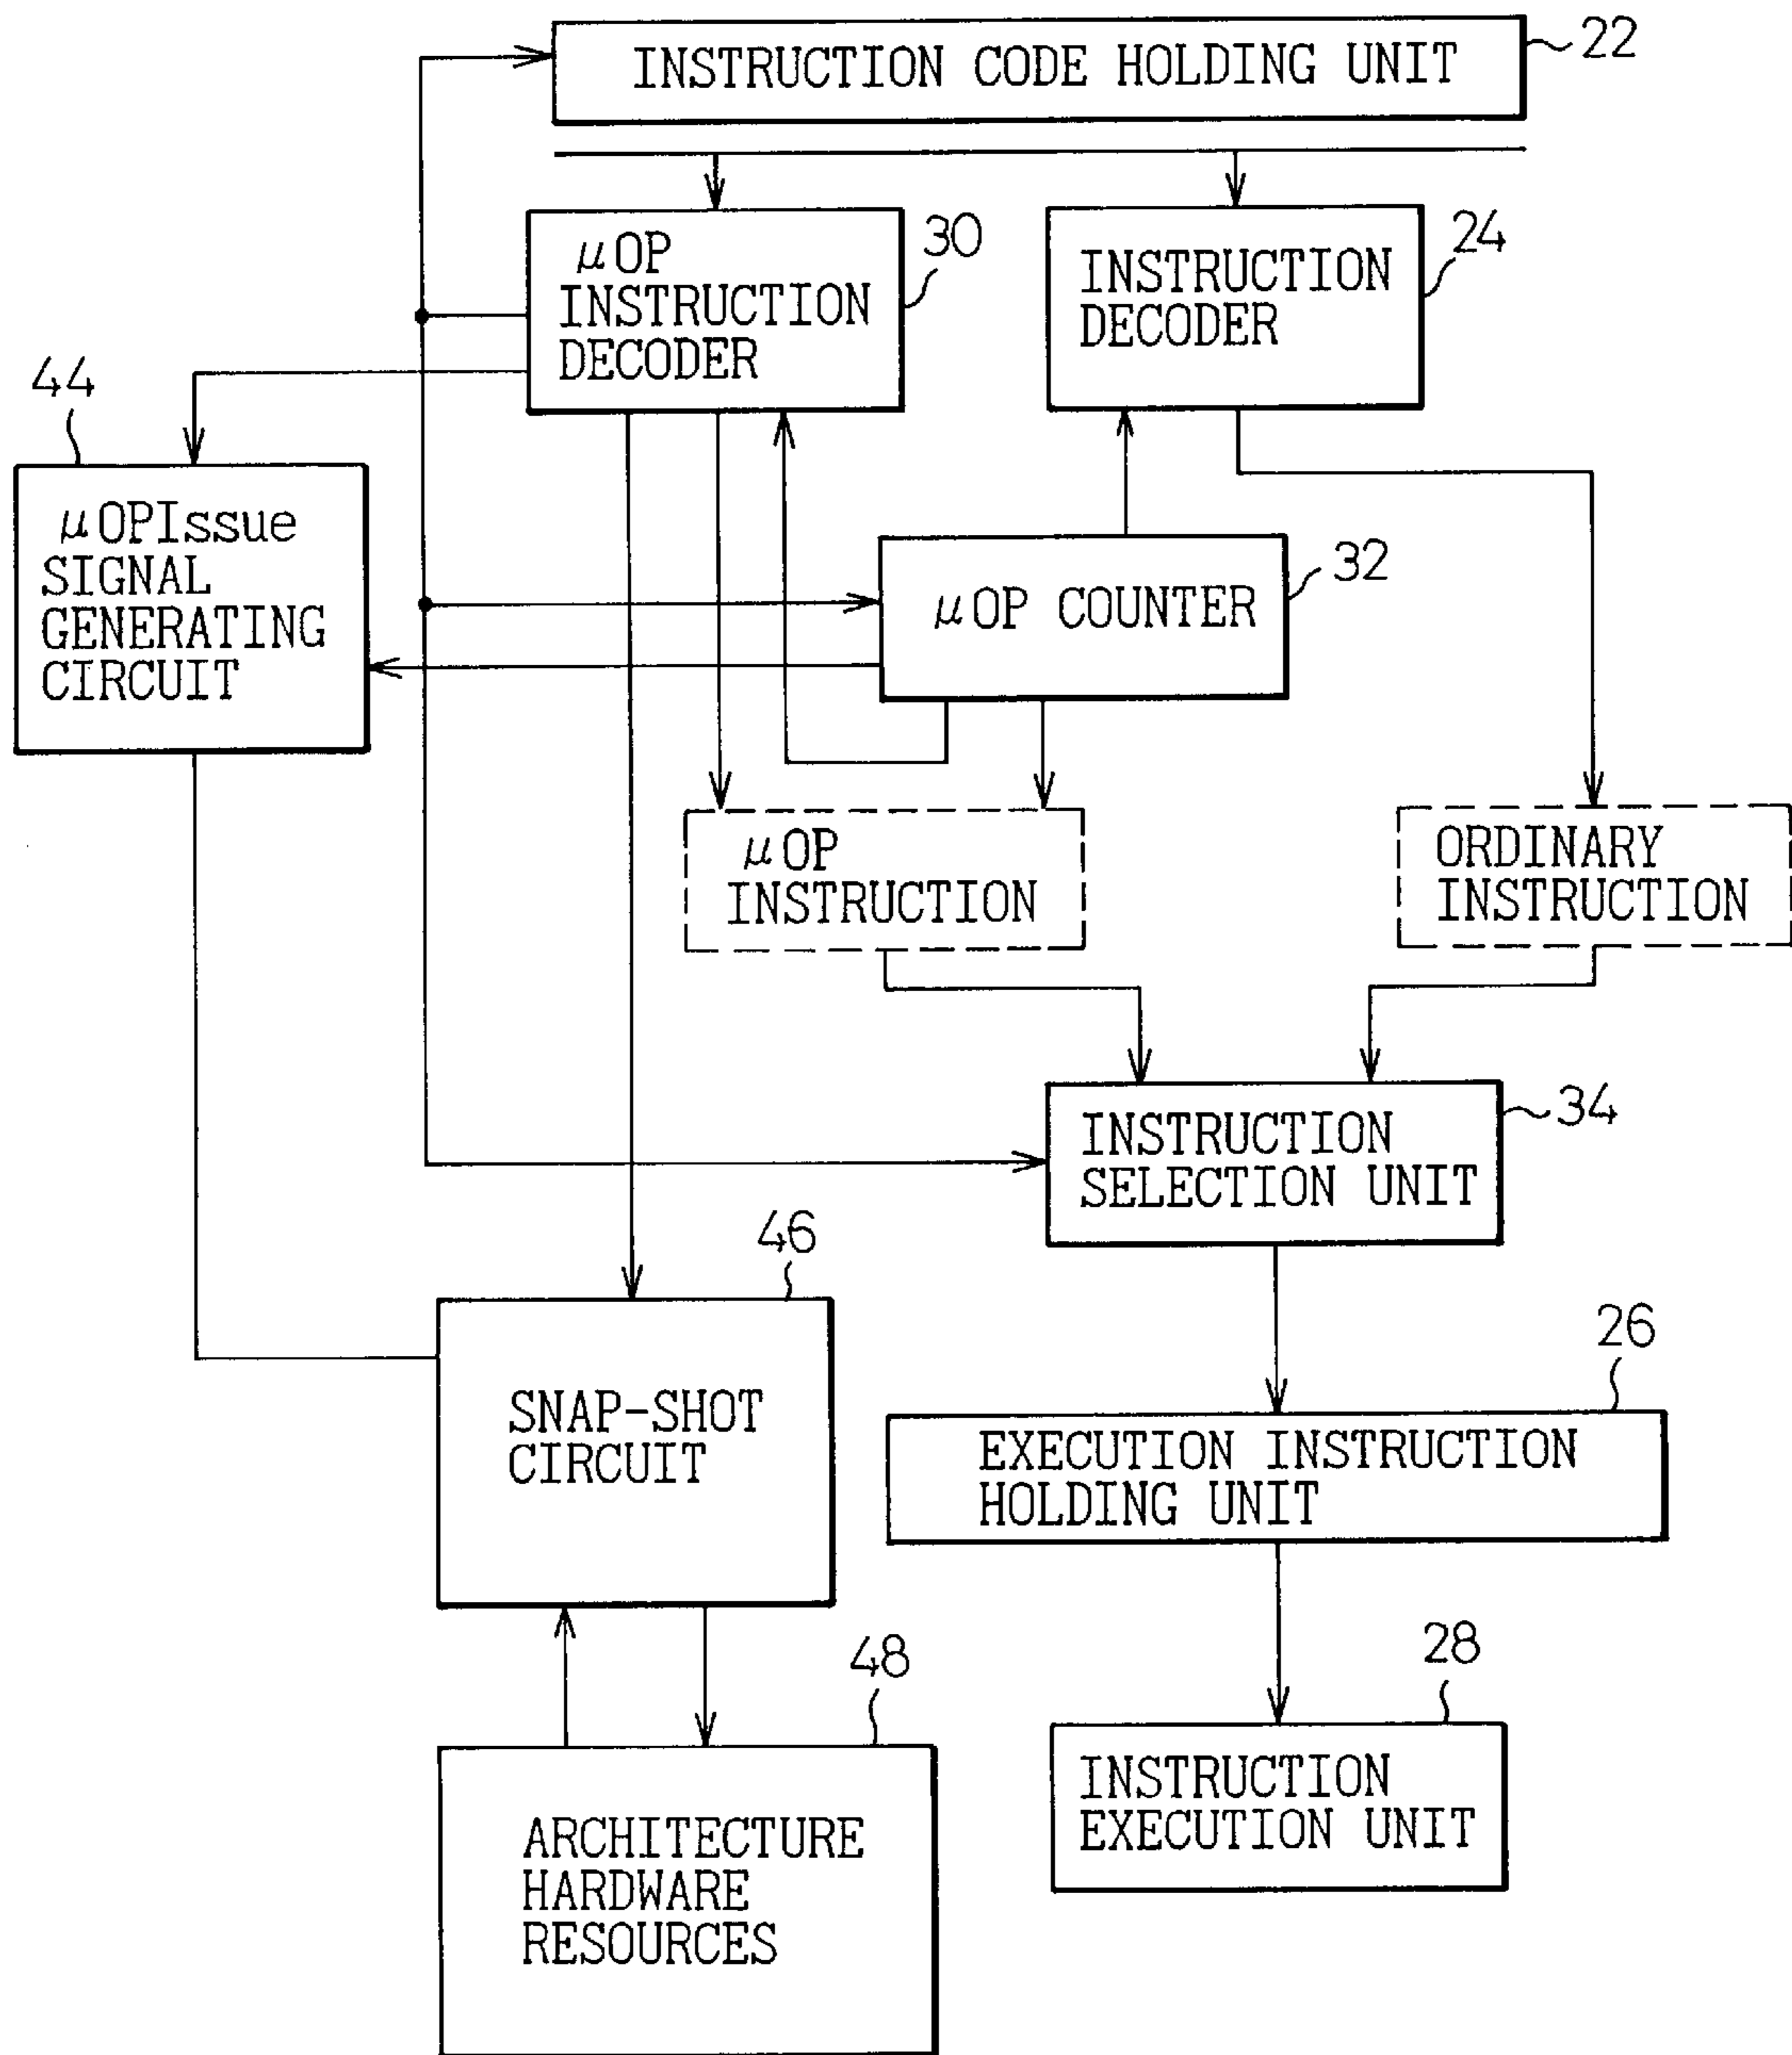 INSTRUCTION CODE HOLDING UNIT
22
μOP
INSTRUCTION
DECODER
30
INSTRUCTION
DECODER
24
44
μOPIssue
SIGNAL
GENERATING
CIRCUIT
μOP COUNTER
32
μOP
INSTRUCTION
ORDINARY
INSTRUCTION
INSTRUCTION
SELECTION UNIT
34
46
SNAP-SHOT
CIRCUIT
26
EXECUTION INSTRUCTION
HOLDING UNIT
48
ARCHITECTURE
HARDWARE
RESOURCES
28
INSTRUCTION
EXECUTION UNIT